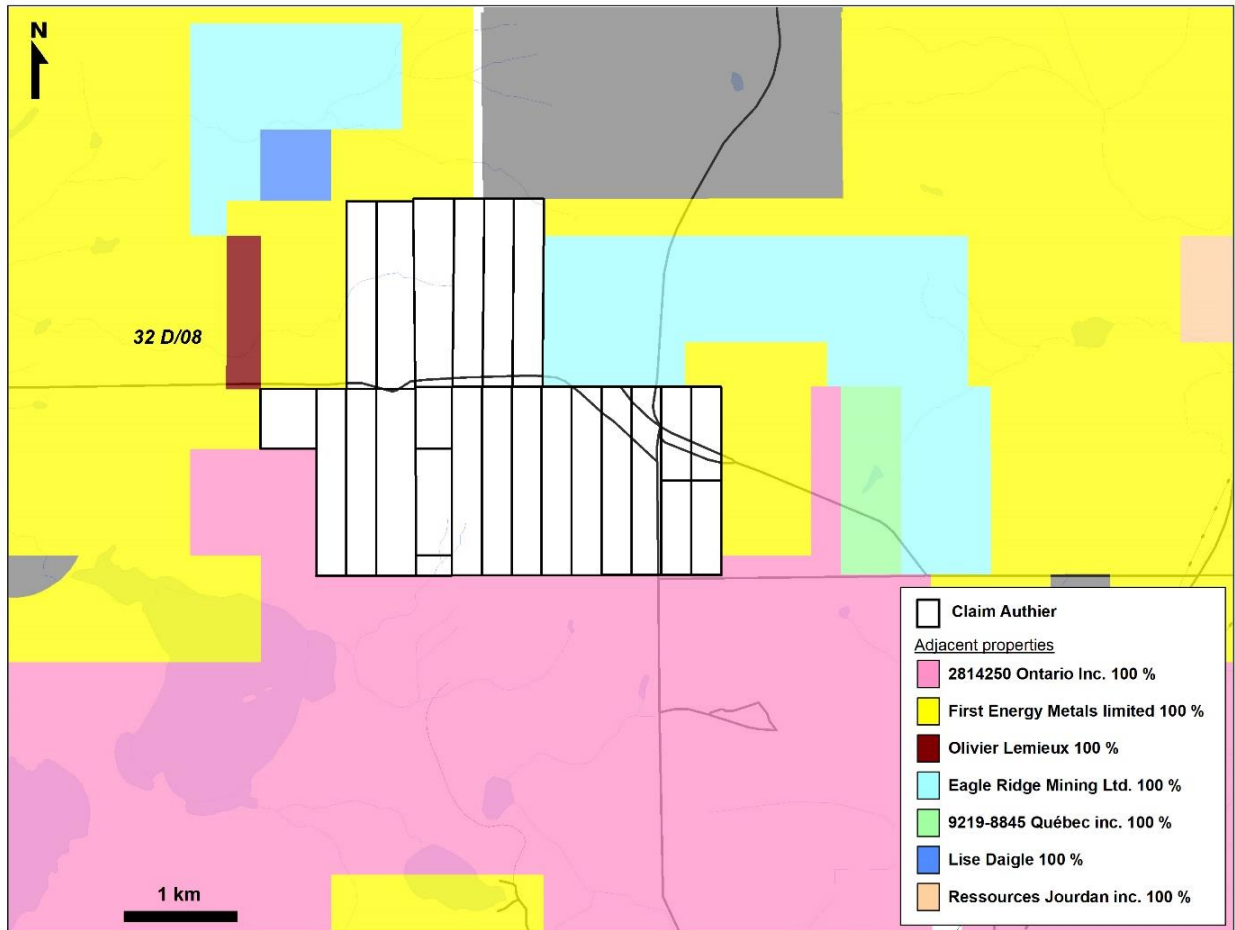 N
32 D/08
Claim Authier
Adjacent properties
2814250 Ontario Inc. 100 %
First Energy Metals limited 100 %
Olivier Lemieux 100 %
Eagle Ridge Mining Ltd. 100 %
9219-8845 Québec inc. 100 %
Lise Daigle 100 %
Ressources Jourdan inc. 100 %
1 km